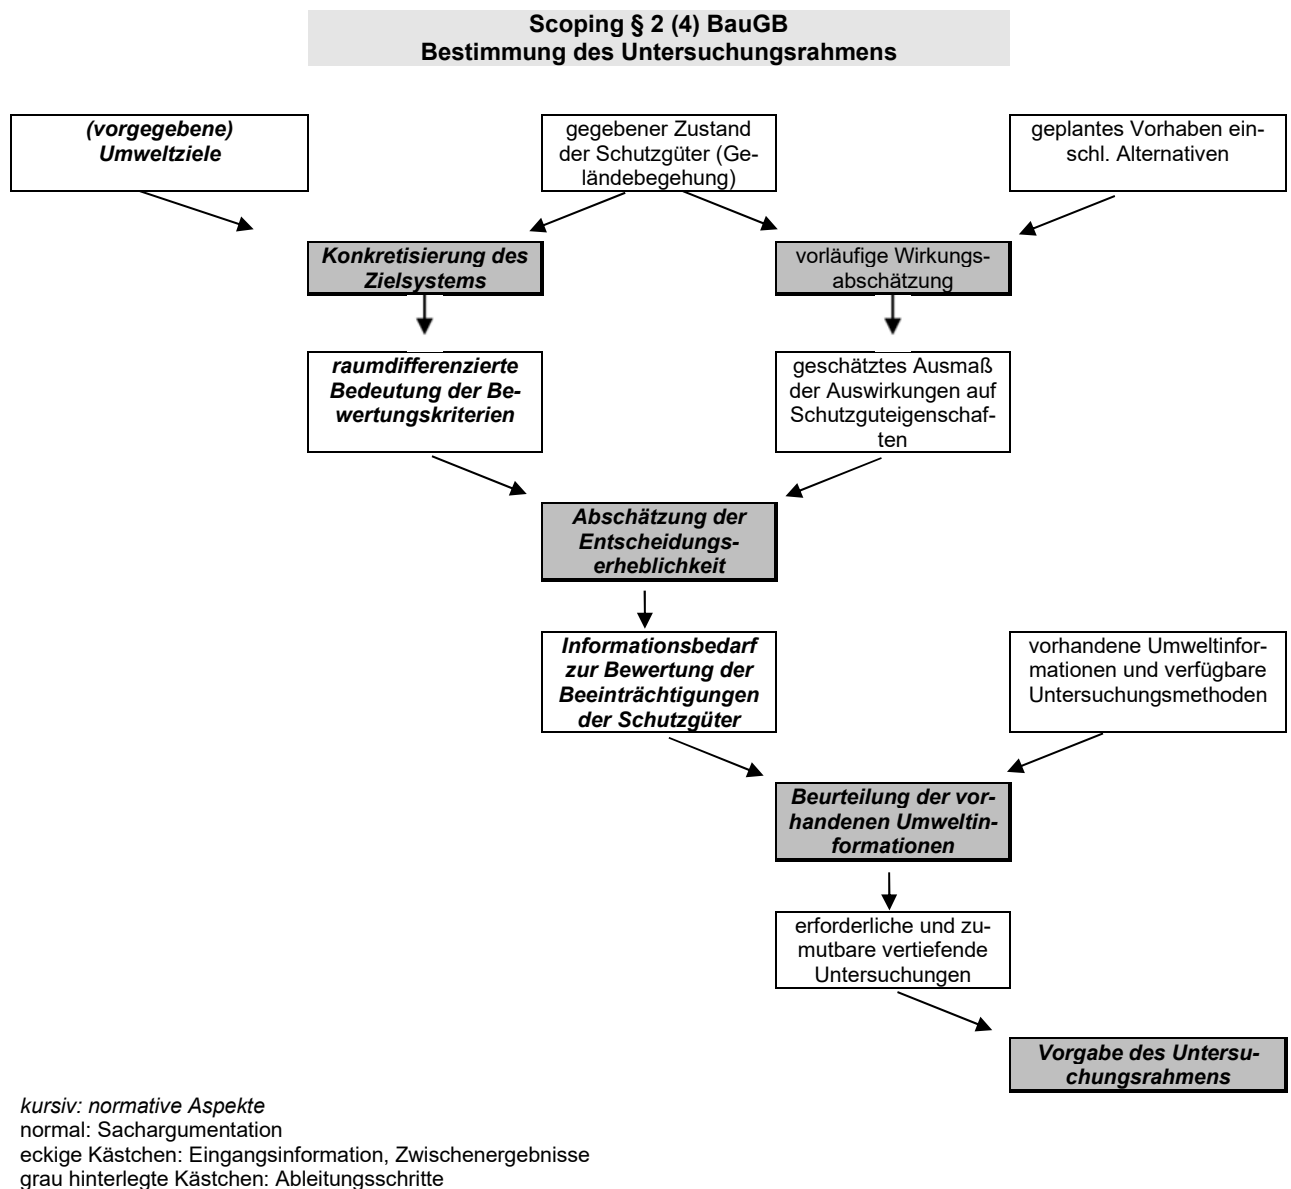 Scoping § 2 (4) BauGB
Bestimmung des Untersuchungsrahmens
(vorgegebene)
Umweltziele
gegebener Zustand
der Schutzgüter (Ge-
ländebegehung)
geplantes Vorhaben ein-
schl. Alternativen
Konkretisierung des
Zielsystems
vorläufige Wirkungs-
abschätzung
raumdifferenzierte
Bedeutung der Be-
wertungskriterien
geschätztes Ausmaß
der Auswirkungen auf
Schutzguteigenschaf-
ten
Abschätzung der
Entscheidungs-
erheblichkeit
Informationsbedarf
zur Bewertung der
Beeinträchtigungen
der Schutzgüter
vorhandene Umweltinfor-
mationen und verfügbare
Untersuchungsmethoden
Beurteilung der vor-
handenen Umweltin-
formationen
erforderliche und zu-
mutbare vertiefende
Untersuchungen
Vorgabe des Untersu-
chungsrahmens
kursiv: normative Aspekte
normal: Sachargumentation
eckige Kästchen: Eingangsinformation, Zwischenergebnisse
grau hinterlegte Kästchen: Ableitungsschritte